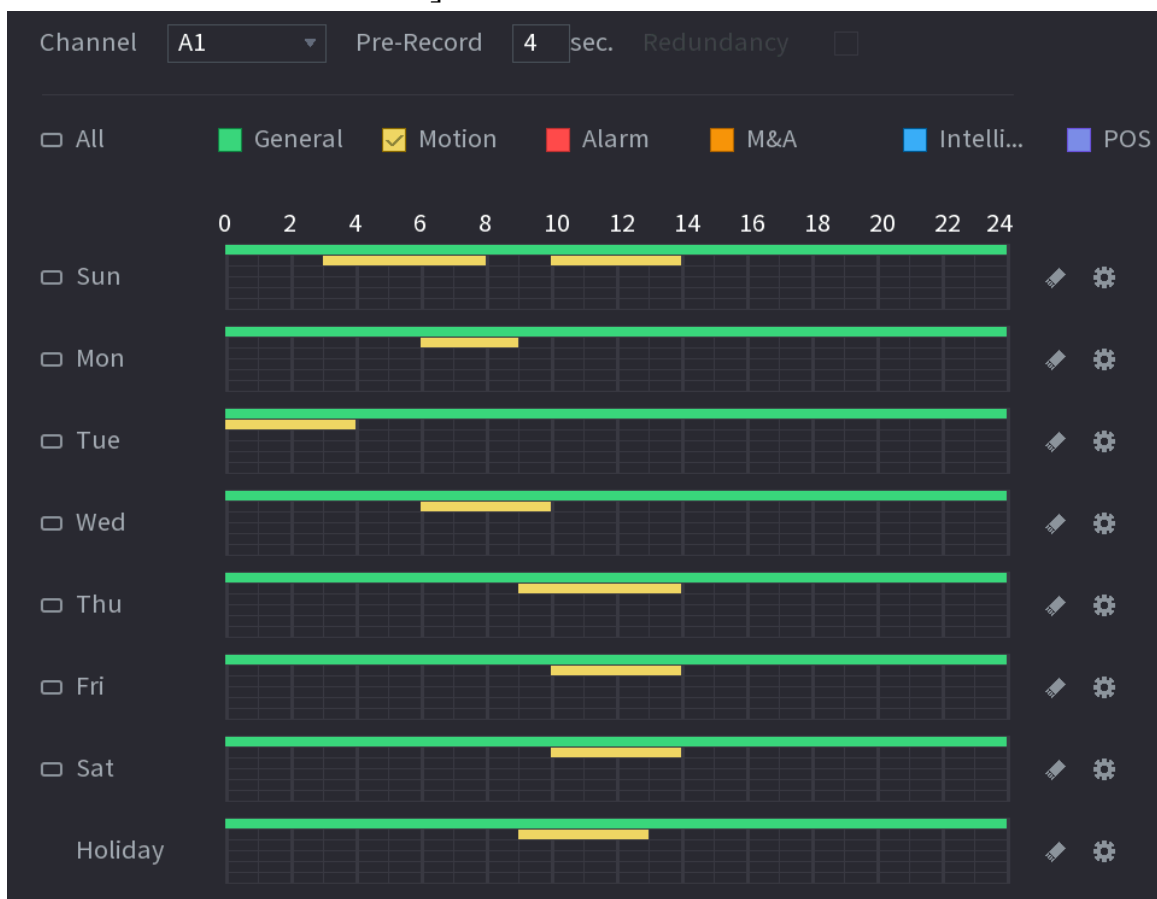 Channel A1 Pre-Record 4 sec. Redundancy
All General Motion Alarm M&A Intelli... POS
0 2 4 6 8 10 12 14 16 18 20 22 24
Sun
Mon
Tue
Wed
Thu
Fri
Sat
Holiday